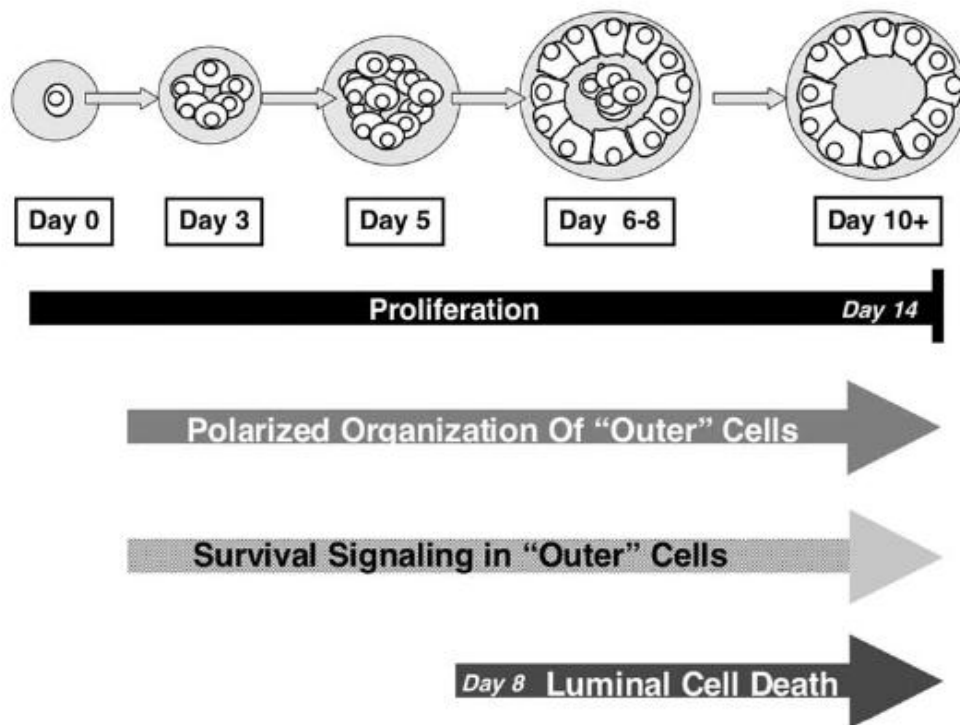 Day 0
Day 3
Day 5
Day 6-8
Day 10+
Proliferation
Day 14
Polarized Organization Of “Outer” Cells
Survival Signaling in “Outer” Cells
Day 8 Luminal Cell Death